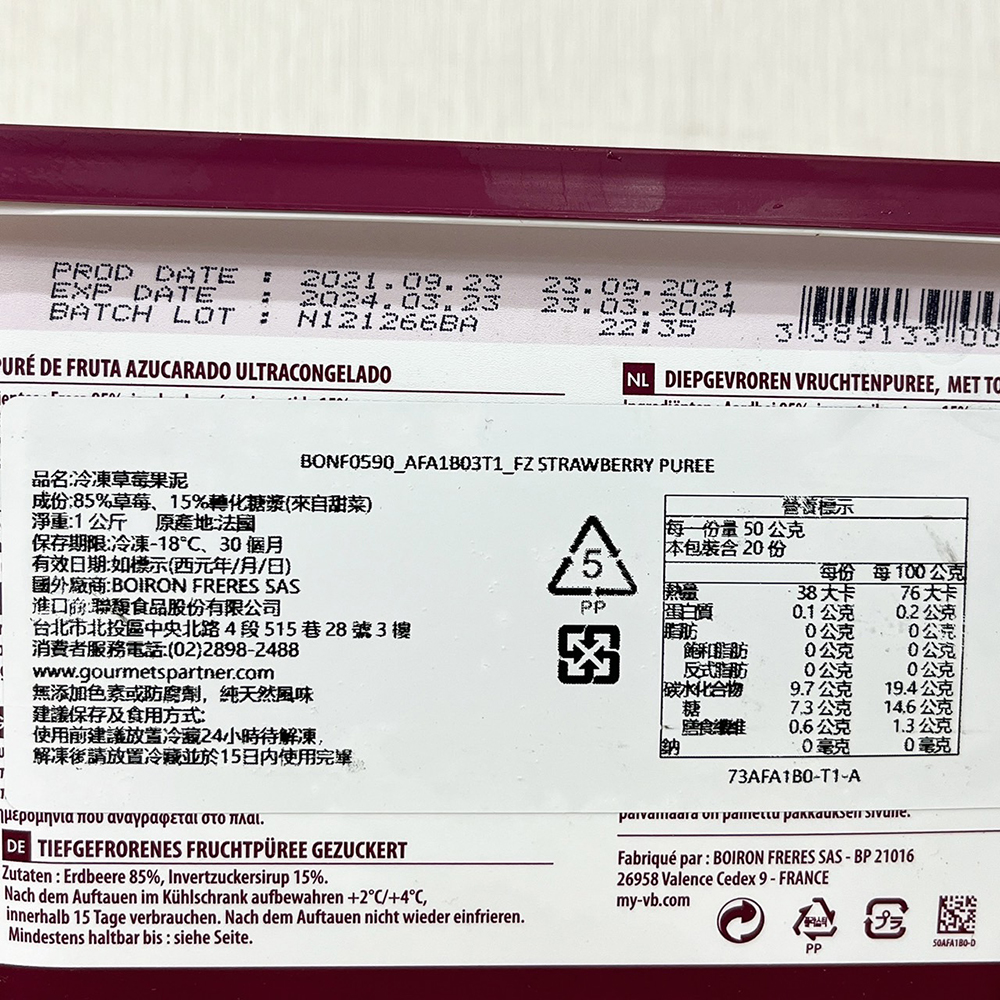 PROD DATE : 2021.09.23 23.09.2021
EXP DATE : 2024.03.23 23.03.2024
BATCH LOT : N121266BA 22:35
3 389133 00
PURÉ DE FRUTA AZUCARADO ULTRACONGELADO
NL DIEPGEVROREN VRUCHTENPUREE, MET TO
BONF0590_AFA1B03T1_FZ STRAWBERRY PUREE
品名:冷凍草莓果泥
成份:85%草莓、15%轉化糖漿(來自甜菜)
淨重:1 公斤 原產地:法國
保存期限:冷凍-18°C、30 個月
有效日期:如標示(西元年/月/日)
國外廠商:BOIRON FRERES SAS
進口商:聯馥食品股份有限公司
台北市北投區中央北路 4 段 515 巷 28 號 3 樓
消費者服務電話:(02)2898-2488
www.gourmetspartner.com
無添加色素或防腐劑，純天然風味
建議保存及食用方式:
使用前建議放置冷藏24小時待解凍，
解凍後請放置冷藏並於15日內使用完畢
5
PP
營養標示
每一份量 50 公克
本包裝含 20 份
每份 每 100 公克
熱量 38 大卡 76 大卡
蛋白質 0.1 公克 0.2 公克
脂肪 0 公克 0 公克
飽和脂肪 0 公克 0 公克
反式脂肪 0 公克 0 公克
碳水化合物 9.7 公克 19.4 公克
糖 7.3 公克 14.6 公克
膳食纖維 0.6 公克 1.3 公克
鈉 0 毫克 0 毫克
73AFA1B0-T1-A
ημερομηνία που αναγράφεται στο πλάι.
päivämäärä on painettu pakkauksen sivulle.
DE TIEFGEFRORENES FRUCHTPÜREE GEZUCKERT
Zutaten : Erdbeere 85%, Invertzuckersirup 15%.
Nach dem Auftauen im Kühlschrank aufbewahren +2°C/+4°C,
innerhalb 15 Tage verbrauchen. Nach dem Auftauen nicht wieder einfrieren.
Mindestens haltbar bis : siehe Seite.
Fabriqué par : BOIRON FRERES SAS - BP 21016
26958 Valence Cedex 9 - FRANCE
my-vb.com
플라스틱
PP
プラ
50AFA1B0-D